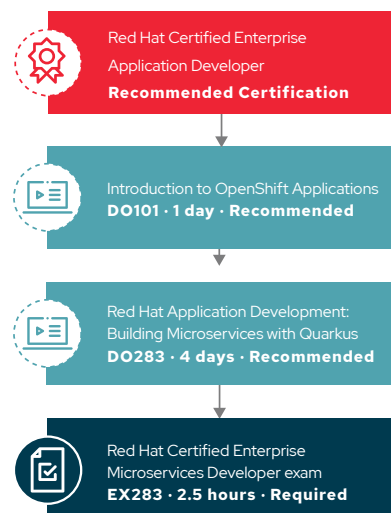 Red Hat Certified Enterprise
Application Developer
Recommended Certification
Introduction to OpenShift Applications
DO101 · 1 day · Recommended
Red Hat Application Development:
Building Microservices with Quarkus
DO283 · 4 days · Recommended
Red Hat Certified Enterprise
Microservices Developer exam
EX283 · 2.5 hours · Required